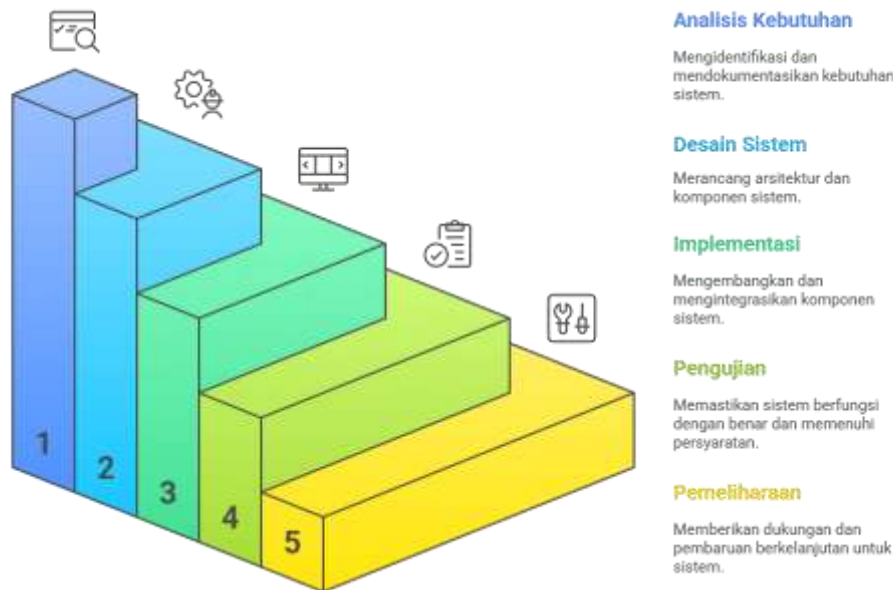 Analisis Kebutuhan
Mengidentifikasi dan
mendokumentasikan kebutuhan
sistem.
Desain Sistem
Merancang arsitektur dan
komponen sistem.
Implementasi
Mengembangkan dan
mengintegrasikan komponen
sistem.
Pengujian
Memastikan sistem berfungsi
dengan benar dan memenuhi
persyaratan.
Pemeliharaan
Memberikan dukungan dan
pembaruan berkelanjutan untuk
sistem.
1
2
3
4
5